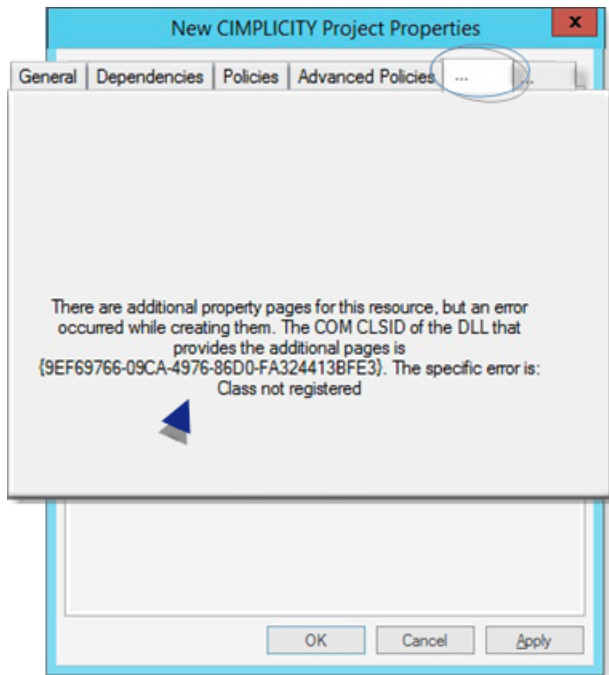 New CIMPLICITY Project Properties
x
General Dependencies Policies Advanced Policies ... ...
There are additional property pages for this resource, but an error
occurred while creating them. The COM CLSID of the DLL that
provides the additional pages is
{9EF69766-09CA-4976-86D0-FA324413BFE3}. The specific error is:
Class not registered
OK Cancel Apply